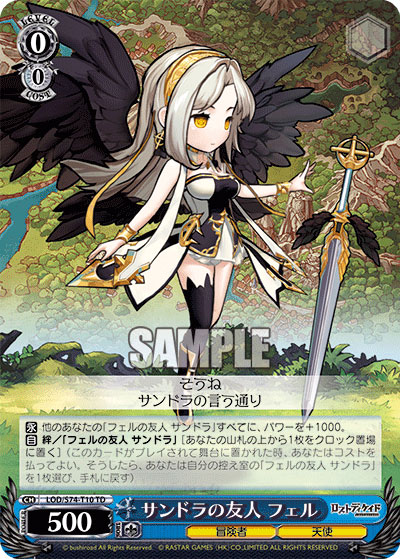 LEVEL
0
0
COST
SAMPLE
そうね
サンドラの言う通り
永 他のあなたの「フェルの友人 サンドラ」すべてに、パワーを+1000。
自 絆／「フェルの友人 サンドラ」 [あなたの山札の上から1枚をクロック置場
に置く] （このカードがプレイされて舞台に置かれた時、あなたはコストを
払ってよい。そうしたら、あなたは自分の控え室の「フェルの友人 サンドラ」
を1枚選び、手札に戻す）
CH LOD/S74-T10 TD
500
サンドラの友人 フェル
ロストディケイド
冒険者
天使
© bushiroad All Rights Reserved. © RASTAR GAMES (HK) CO.,LIMITED ALL RIGHTS RESERVED.